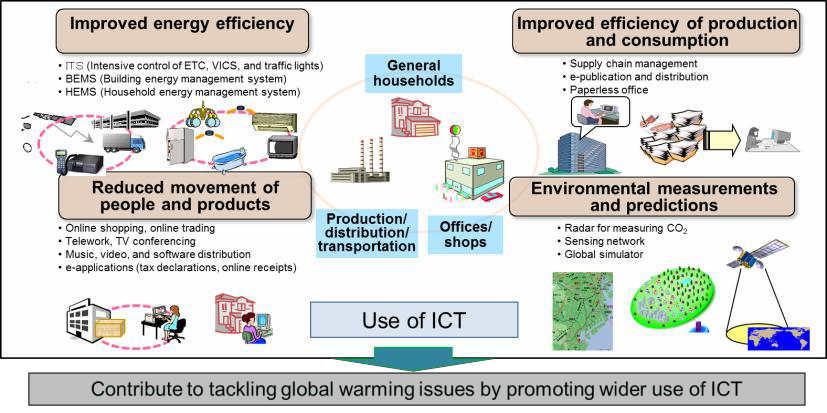 Improved energy efficiency
• ITS (Intensive control of ETC, VICS, and traffic lights)
• BEMS (Building energy management system)
• HEMS (Household energy management system)
Reduced movement of
people and products
• Online shopping, online trading
• Telework, TV conferencing
• Music, video, and software distribution
• e-applications (tax declarations, online receipts)
General
households
Production/
distribution/
transportation
Offices/
shops
Improved efficiency of production
and consumption
• Supply chain management
• e-publication and distribution
• Paperless office
Environmental measurements
and predictions
• Radar for measuring CO₂
• Sensing network
• Global simulator
Use of ICT
Contribute to tackling global warming issues by promoting wider use of ICT